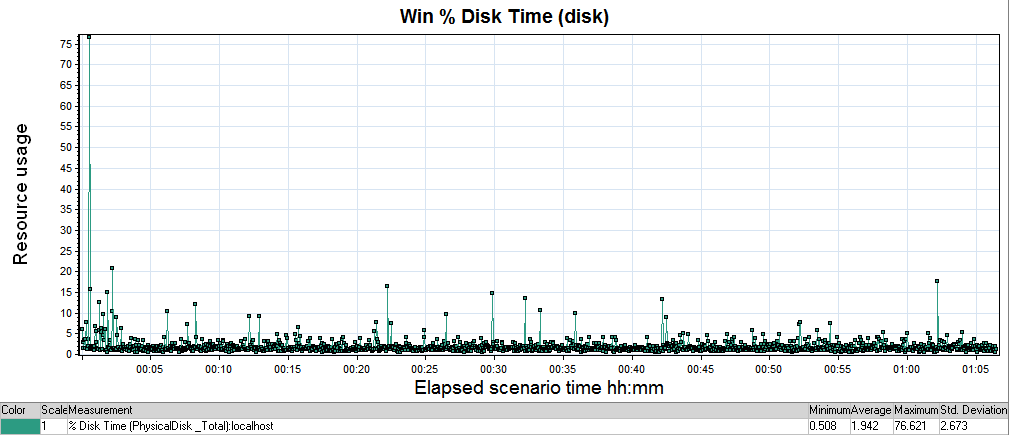 Win % Disk Time (disk)
Resource usage
75
70
65
60
55
50
45
40
35
30
25
20
15
10
5
0
00:05 00:10 00:15 00:20 00:25 00:30 00:35 00:40 00:45 00:50 00:55 01:00 01:05
Elapsed scenario time hh:mm
Color Scale Measurement Minimum Average Maximum Std. Deviation
1 % Disk Time (PhysicalDisk _Total):localhost 0.508 1.942 76.621 2.673